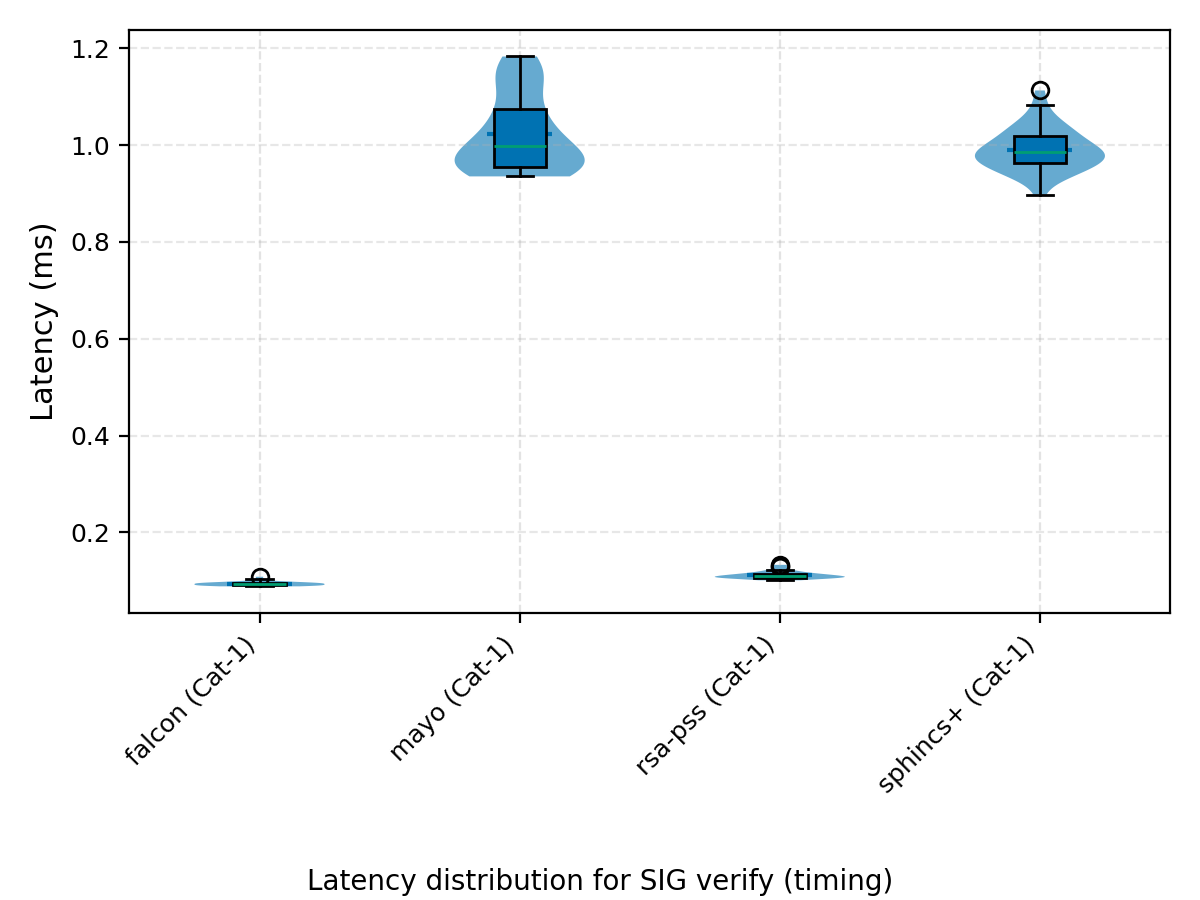 1.2
1.0
0.8
0.6
0.4
0.2
Latency (ms)
falcon (Cat-1)
mayo (Cat-1)
rsa-pss (Cat-1)
sphincs+ (Cat-1)
Latency distribution for SIG verify (timing)